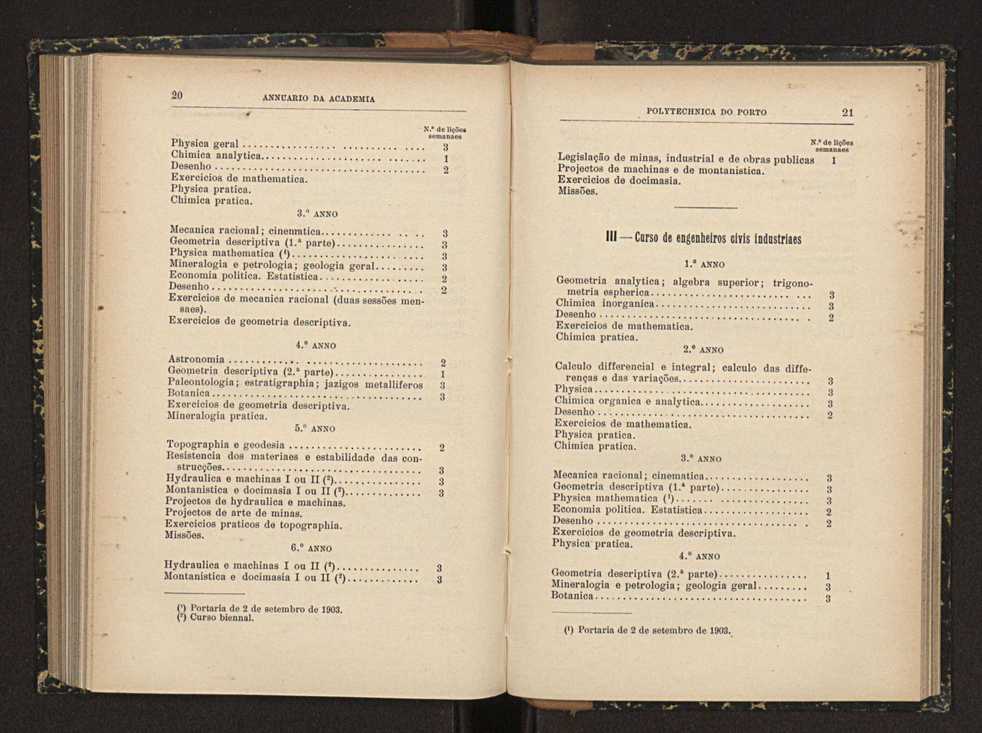 20 ANNUARIO DA ACADEMIA
N.º de lições
semanaes
Physica geral 3
Chimica analytica 1
Desenho 2
Exercicios de mathematica.
Physica pratica.
Chimica pratica.
3.º ANNO
Mecanica racional; cinematica 3
Geometria descriptiva (1.ª parte) 3
Physica mathematica (¹) 3
Mineralogia e petrologia; geologia geral 3
Economia politica. Estatistica 2
Desenho 2
Exercicios de mecanica racional (duas sessões men-
saes).
Exercicios de geometria descriptiva.
4.º ANNO
Astronomia 2
Geometria descriptiva (2.ª parte) 1
Paleontologia; estratigraphia; jazigos metalliferos 3
Botanica 3
Exercicios de geometria descriptiva.
Mineralogia pratica.
5.º ANNO
Topographia e geodesia 2
Resistencia dos materiaes e estabilidade das con-
strucções 3
Hydraulica e machinas I ou II (²) 3
Montanistica e docimasia I ou II (²) 3
Projectos de hydraulica e machinas.
Projectos de arte de minas.
Exercicios praticos de topographia.
Missões.
6.º ANNO
Hydraulica e machinas I ou II (²) 3
Montanistica e docimasia I ou II (²) 3
(¹) Portaria de 2 de setembro de 1903.
(²) Curso biennal.
POLYTECHNICA DO PORTO 21
N.º de lições
semanaes
Legislação de minas, industrial e de obras publicas 1
Projectos de machinas e de montanistica.
Exercicios de docimasia.
Missões.
III — Curso de engenheiros civis industriaes
1.º ANNO
Geometria analytica; algebra superior; trigono-
metria espherica 3
Chimica inorganica 3
Desenho 2
Exercicios de mathematica.
Chimica pratica.
2.º ANNO
Calculo differencial e integral; calculo das diffe-
renças e das variações 3
Physica 3
Chimica organica e analytica 3
Desenho 2
Exercicios de mathematica.
Physica pratica.
Chimica pratica.
3.º ANNO
Mecanica racional; cinematica 3
Geometria descriptiva (1.ª parte) 3
Physica mathematica (¹) 3
Economia politica. Estatistica 2
Desenho 2
Exercicios de geometria descriptiva.
Physica pratica.
4.º ANNO
Geometria descriptiva (2.ª parte) 1
Mineralogia e petrologia; geologia geral 3
Botanica 3
(¹) Portaria de 2 de setembro de 1903.